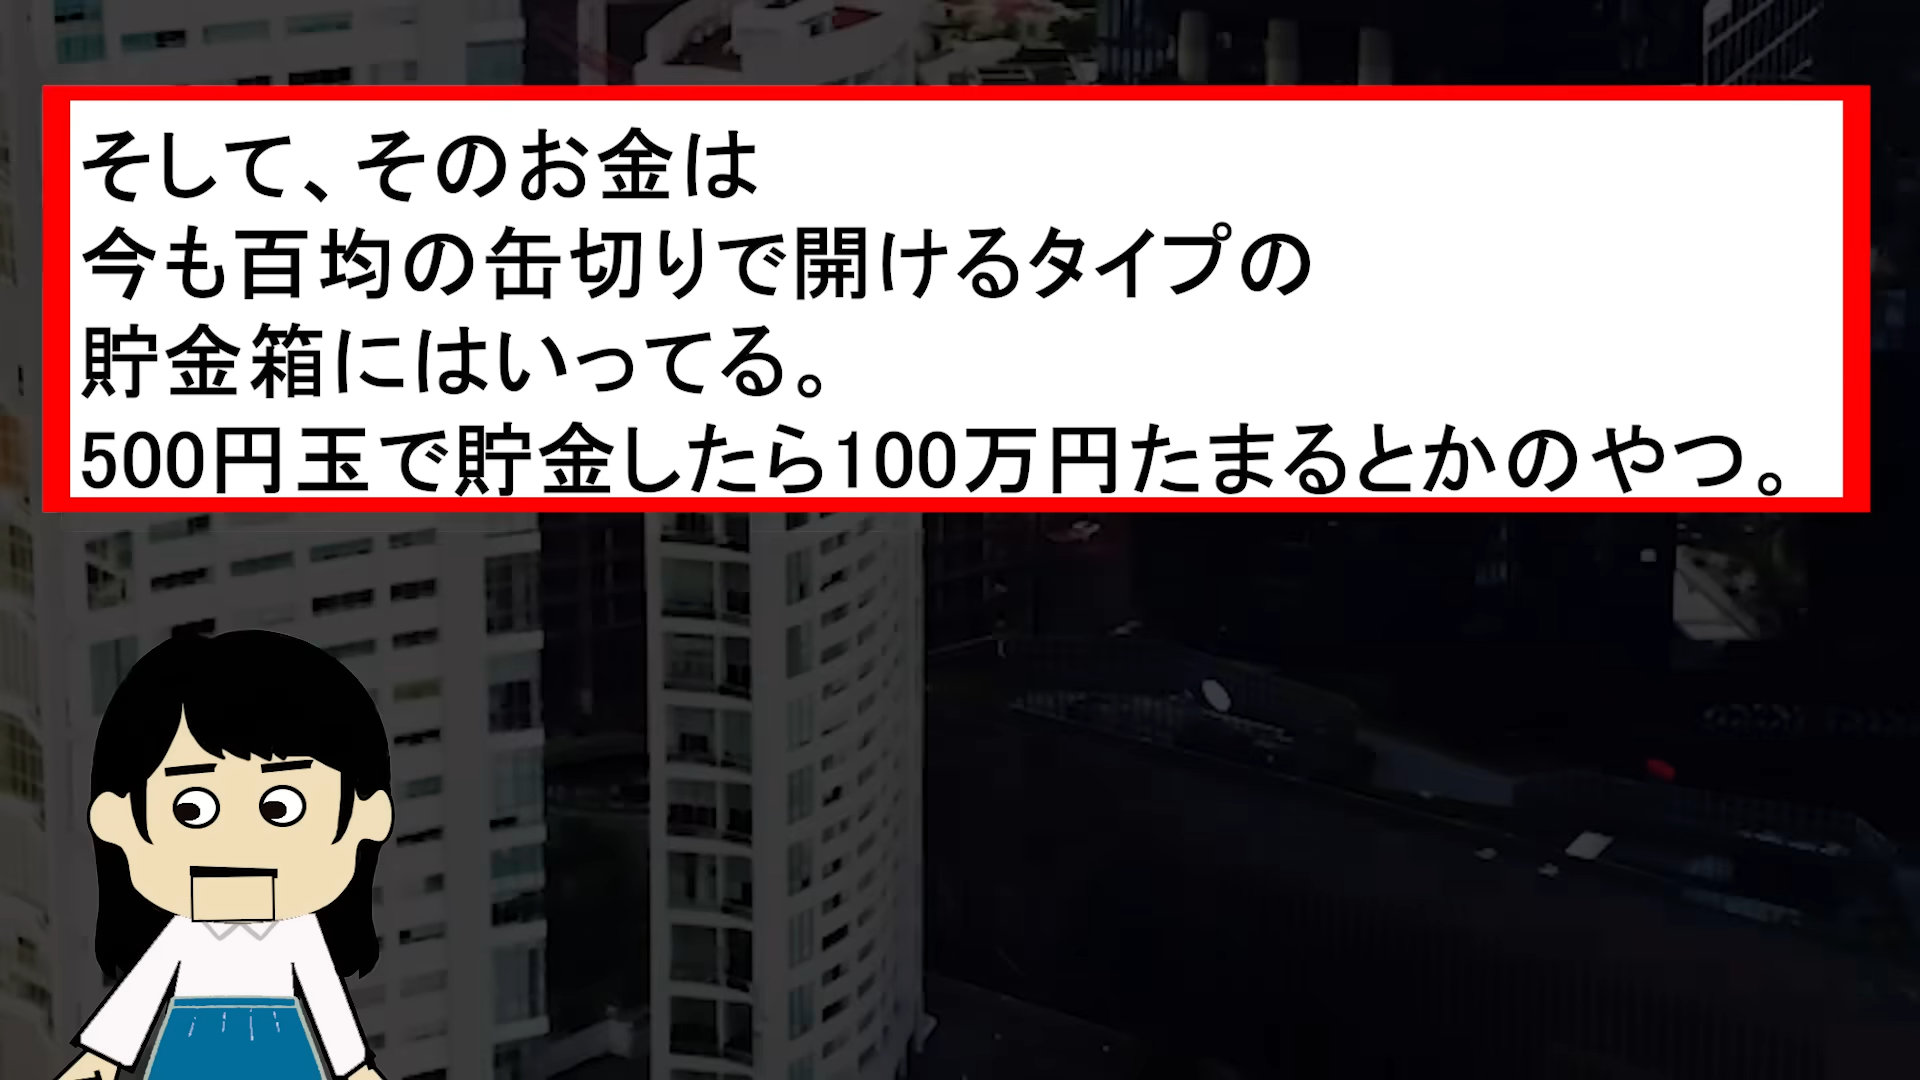 そして、そのお金は
今も百均の缶切りで開けるタイプの
貯金箱にはいってる。
500円玉で貯金したら100万円たまるとかのやつ。